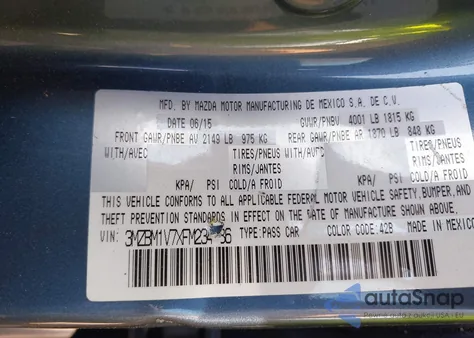 MFD. BY MAZDA MOTOR MANUFACTURING DE MEXICO S.A. DE C.V.
DATE 06/15 GVWR/PNBV 4001 LB 1815 KG
FRONT GAWR/PNBE AV 2149 LB 975 KG REAR GAWR/PNBE AR 1870 LB 848 KG
WITH/AVEC TIRES/PNEUS WITH/AVEC TIRES/PNEUS
RIMS/JANTES RIMS/JANTES
KPA/ PSI COLD/A FROID KPA/ PSI COLD/A FROID
THIS VEHICLE CONFORMS TO ALL APPLICABLE FEDERAL MOTOR VEHICLE SAFETY, BUMPER, AND
THEFT PREVENTION STANDARDS IN EFFECT ON THE DATE OF MANUFACTURE SHOWN ABOVE.
VIN: TYPE: PASS CAR COLOR: 42B MADE IN MEXICO
autoSnap